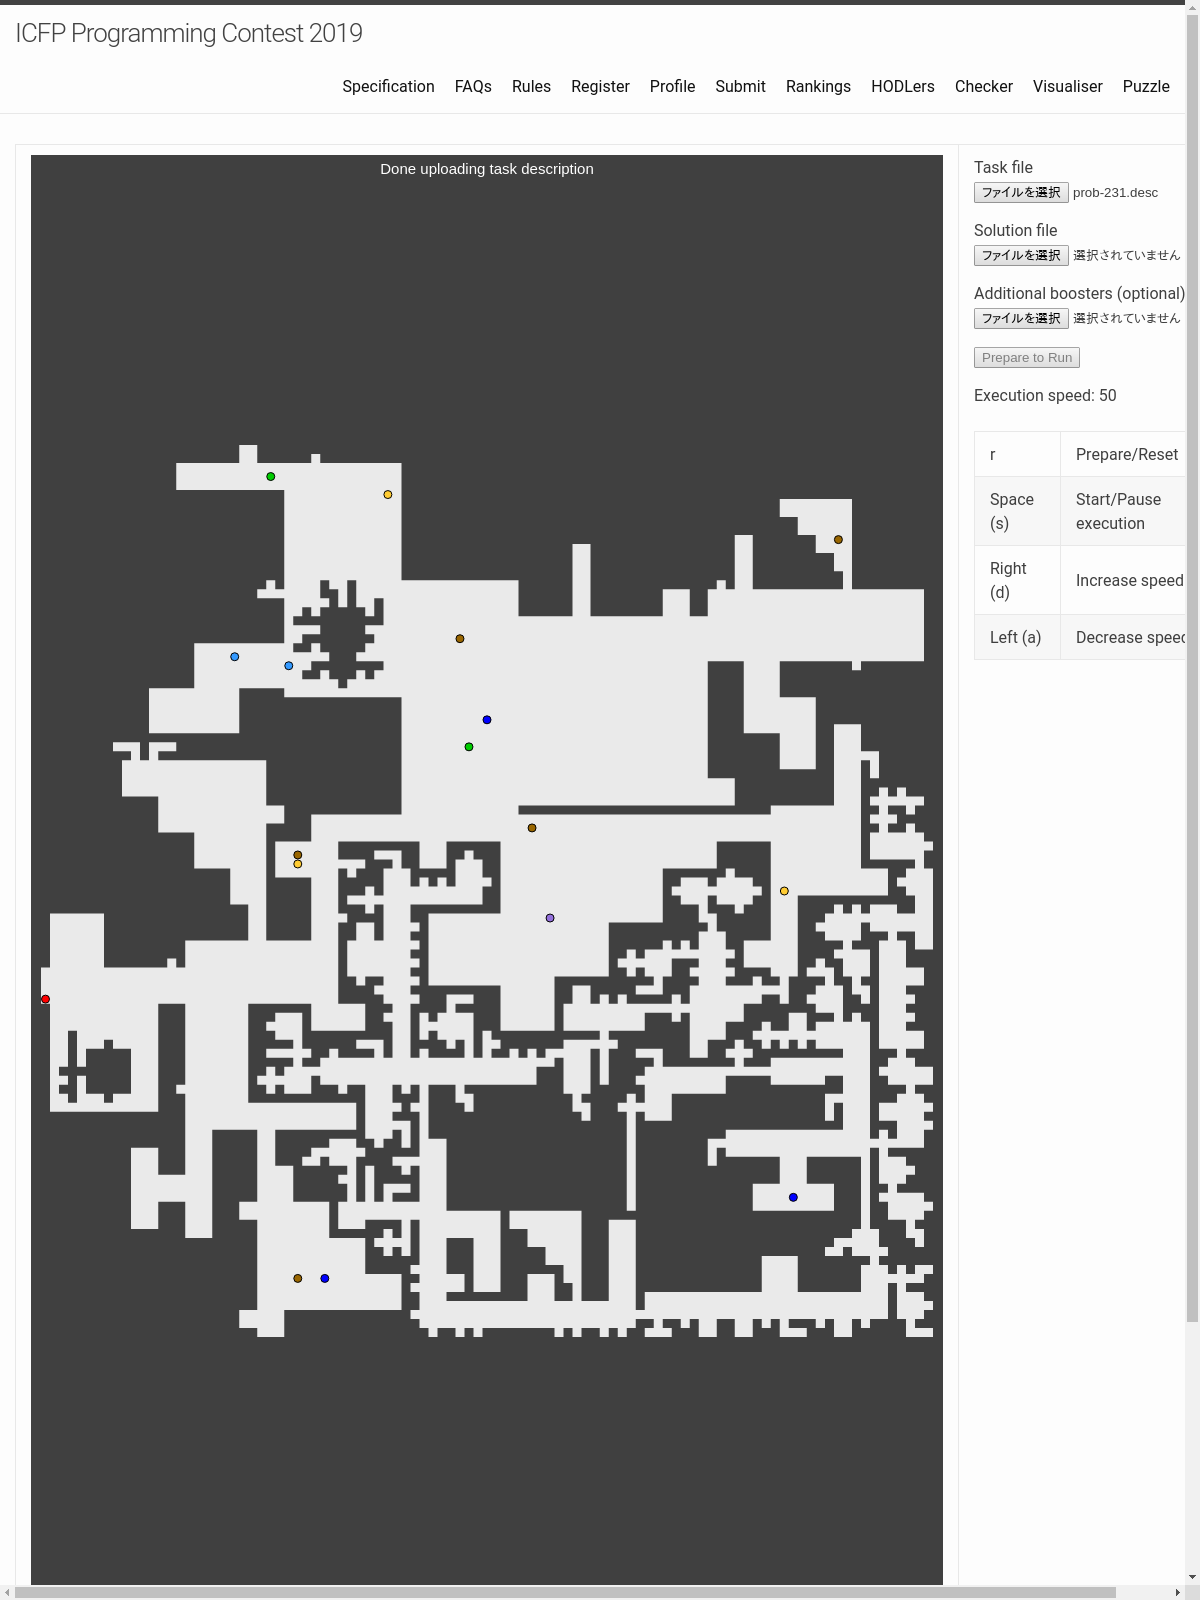 ICFP Programming Contest 2019
Specification FAQs Rules Register Profile Submit Rankings HODLers Checker Visualiser Puzzle
Done uploading task description
Task file
ファイルを選択 prob-231.desc
Solution file
ファイルを選択 選択されていません
Additional boosters (optional)
ファイルを選択 選択されていません
Prepare to Run
Execution speed: 50
r Prepare/Reset
Space (s) Start/Pause execution
Right (d) Increase speed
Left (a) Decrease speed